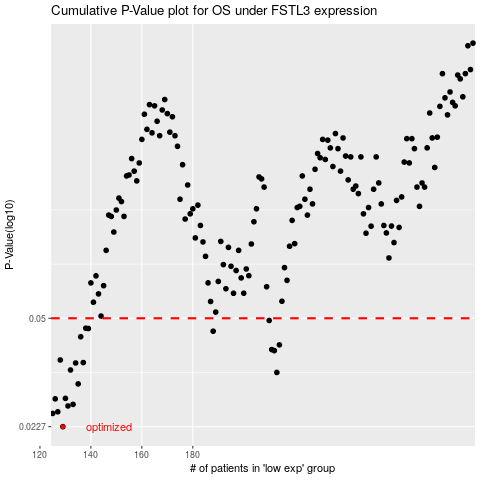 Cumulative P-Value plot for OS under FSTL3 expression
P-Value(log10)
0.05
0.0227
optimized
120 140 160 180
# of patients in 'low exp' group